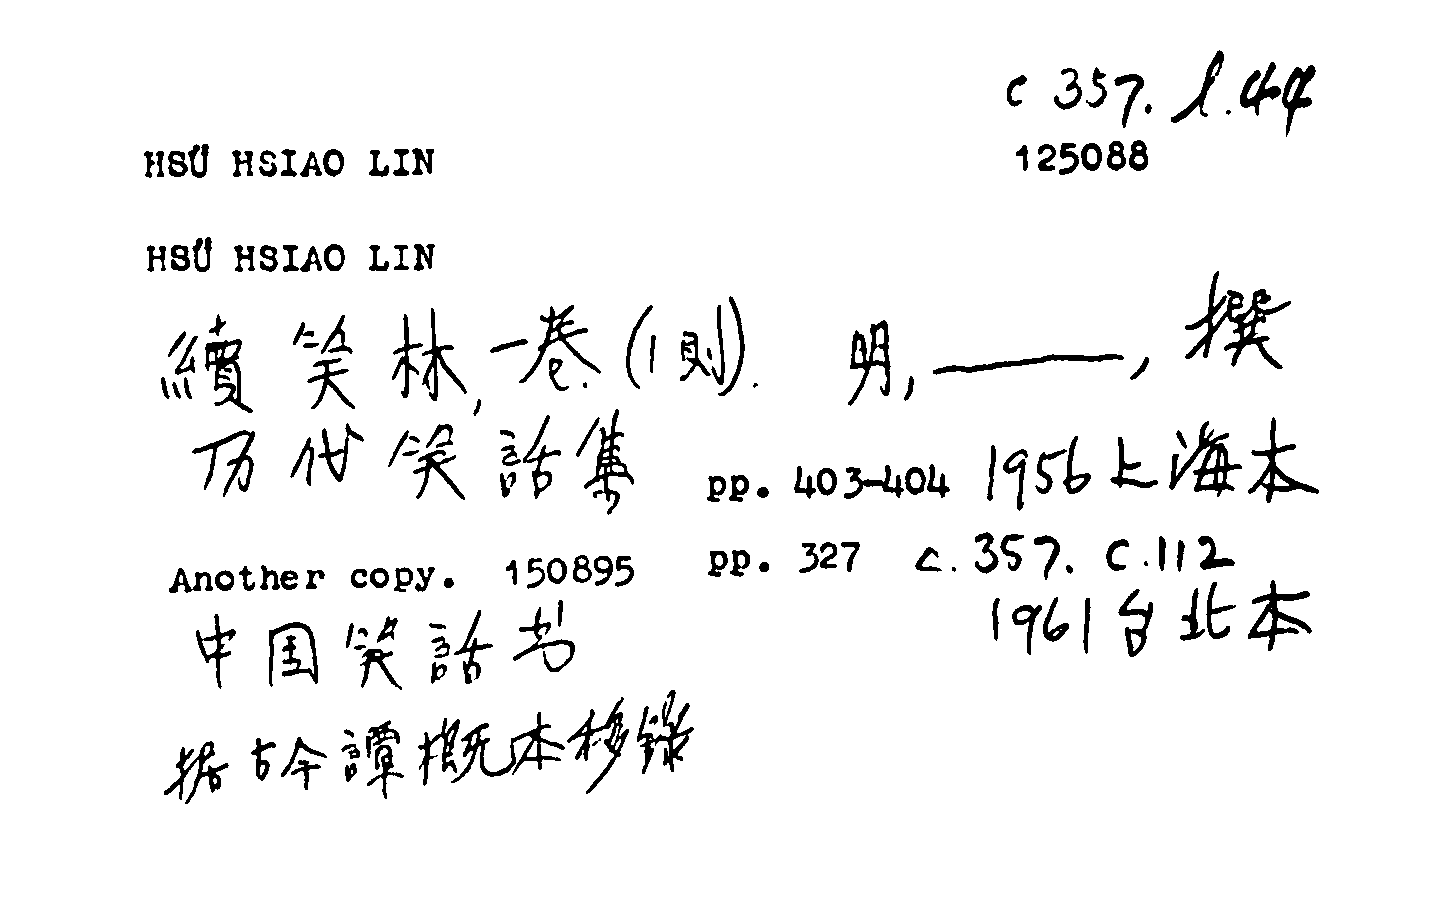 c 357. l.44
HSÜ HSIAO LIN 125088
HSÜ HSIAO LIN
續笑林,一卷.(1則). 明,———,撰
历代笑話集 pp. 403-404 1956上海本
Another copy. 150895 pp. 327 c. 357. C.112
中国笑話书 1961台北本
据古今譚概本移錄